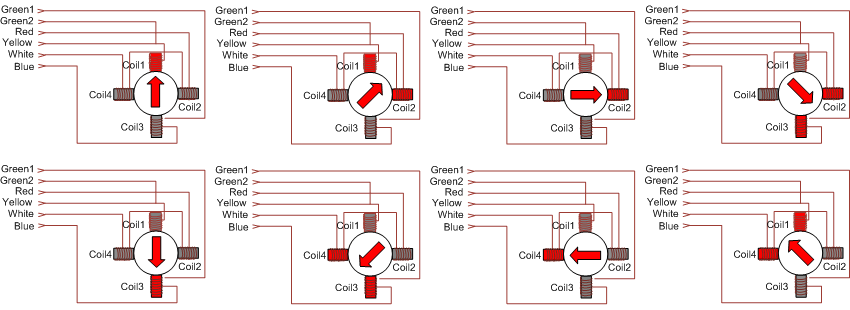 Green1
Green2
Red
Yellow
White
Blue
Coil1
Coil4
Coil2
Coil3
Green1
Green2
Red
Yellow
White
Blue
Coil1
Coil4
Coil2
Coil3
Green1
Green2
Red
Yellow
White
Blue
Coil1
Coil4
Coil2
Coil3
Green1
Green2
Red
Yellow
White
Blue
Coil1
Coil4
Coil2
Coil3
Green1
Green2
Red
Yellow
White
Blue
Coil1
Coil4
Coil2
Coil3
Green1
Green2
Red
Yellow
White
Blue
Coil1
Coil4
Coil2
Coil3
Green1
Green2
Red
Yellow
White
Blue
Coil1
Coil4
Coil2
Coil3
Green1
Green2
Red
Yellow
White
Blue
Coil1
Coil4
Coil2
Coil3